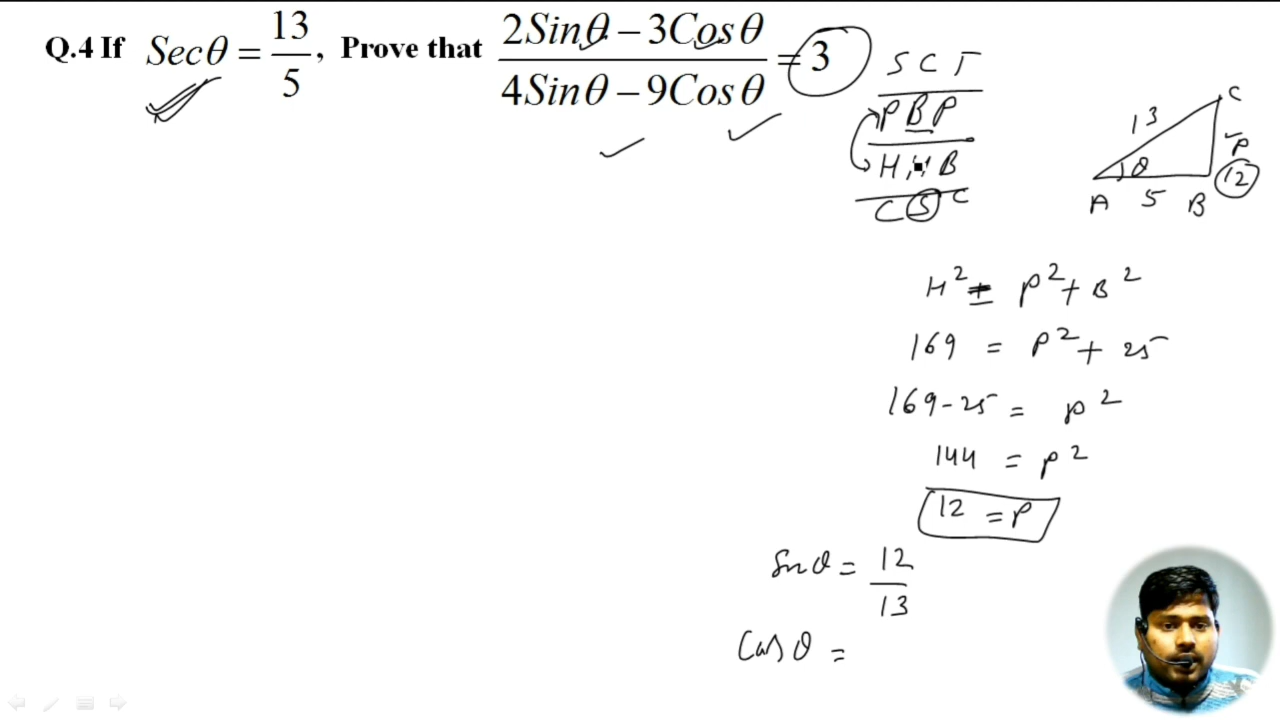 Q.4 If Secθ = 13/5, Prove that (2Sinθ − 3Cosθ)/(4Sinθ − 9Cosθ) = 3
S C T
P B P
H H B
C S C
13
C
θ
P
12
A 5 B
H² = P² + B²
169 = P² + 25
169 - 25 = P²
144 = P²
12 = P
Sinθ = 12/13
Cosθ =